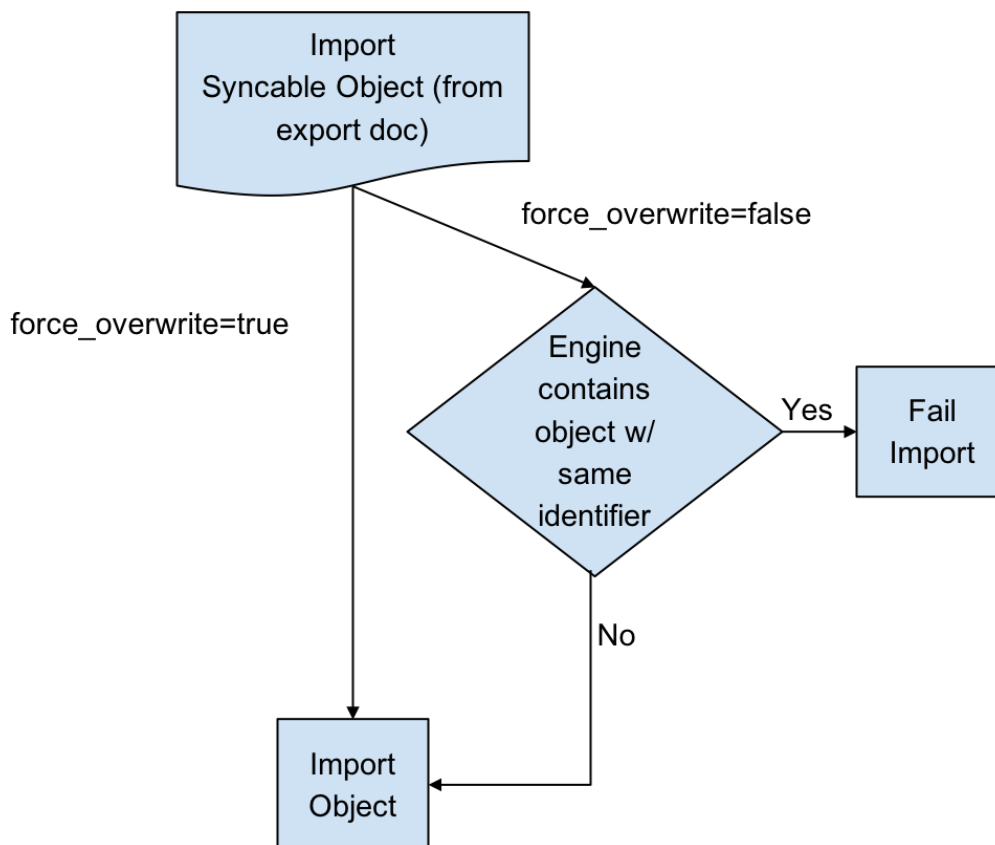 Import
Syncable Object (from
export doc)
force_overwrite=false
force_overwrite=true
Engine
contains
object w/
same
identifier
Yes
Fail
Import
No
Import
Object